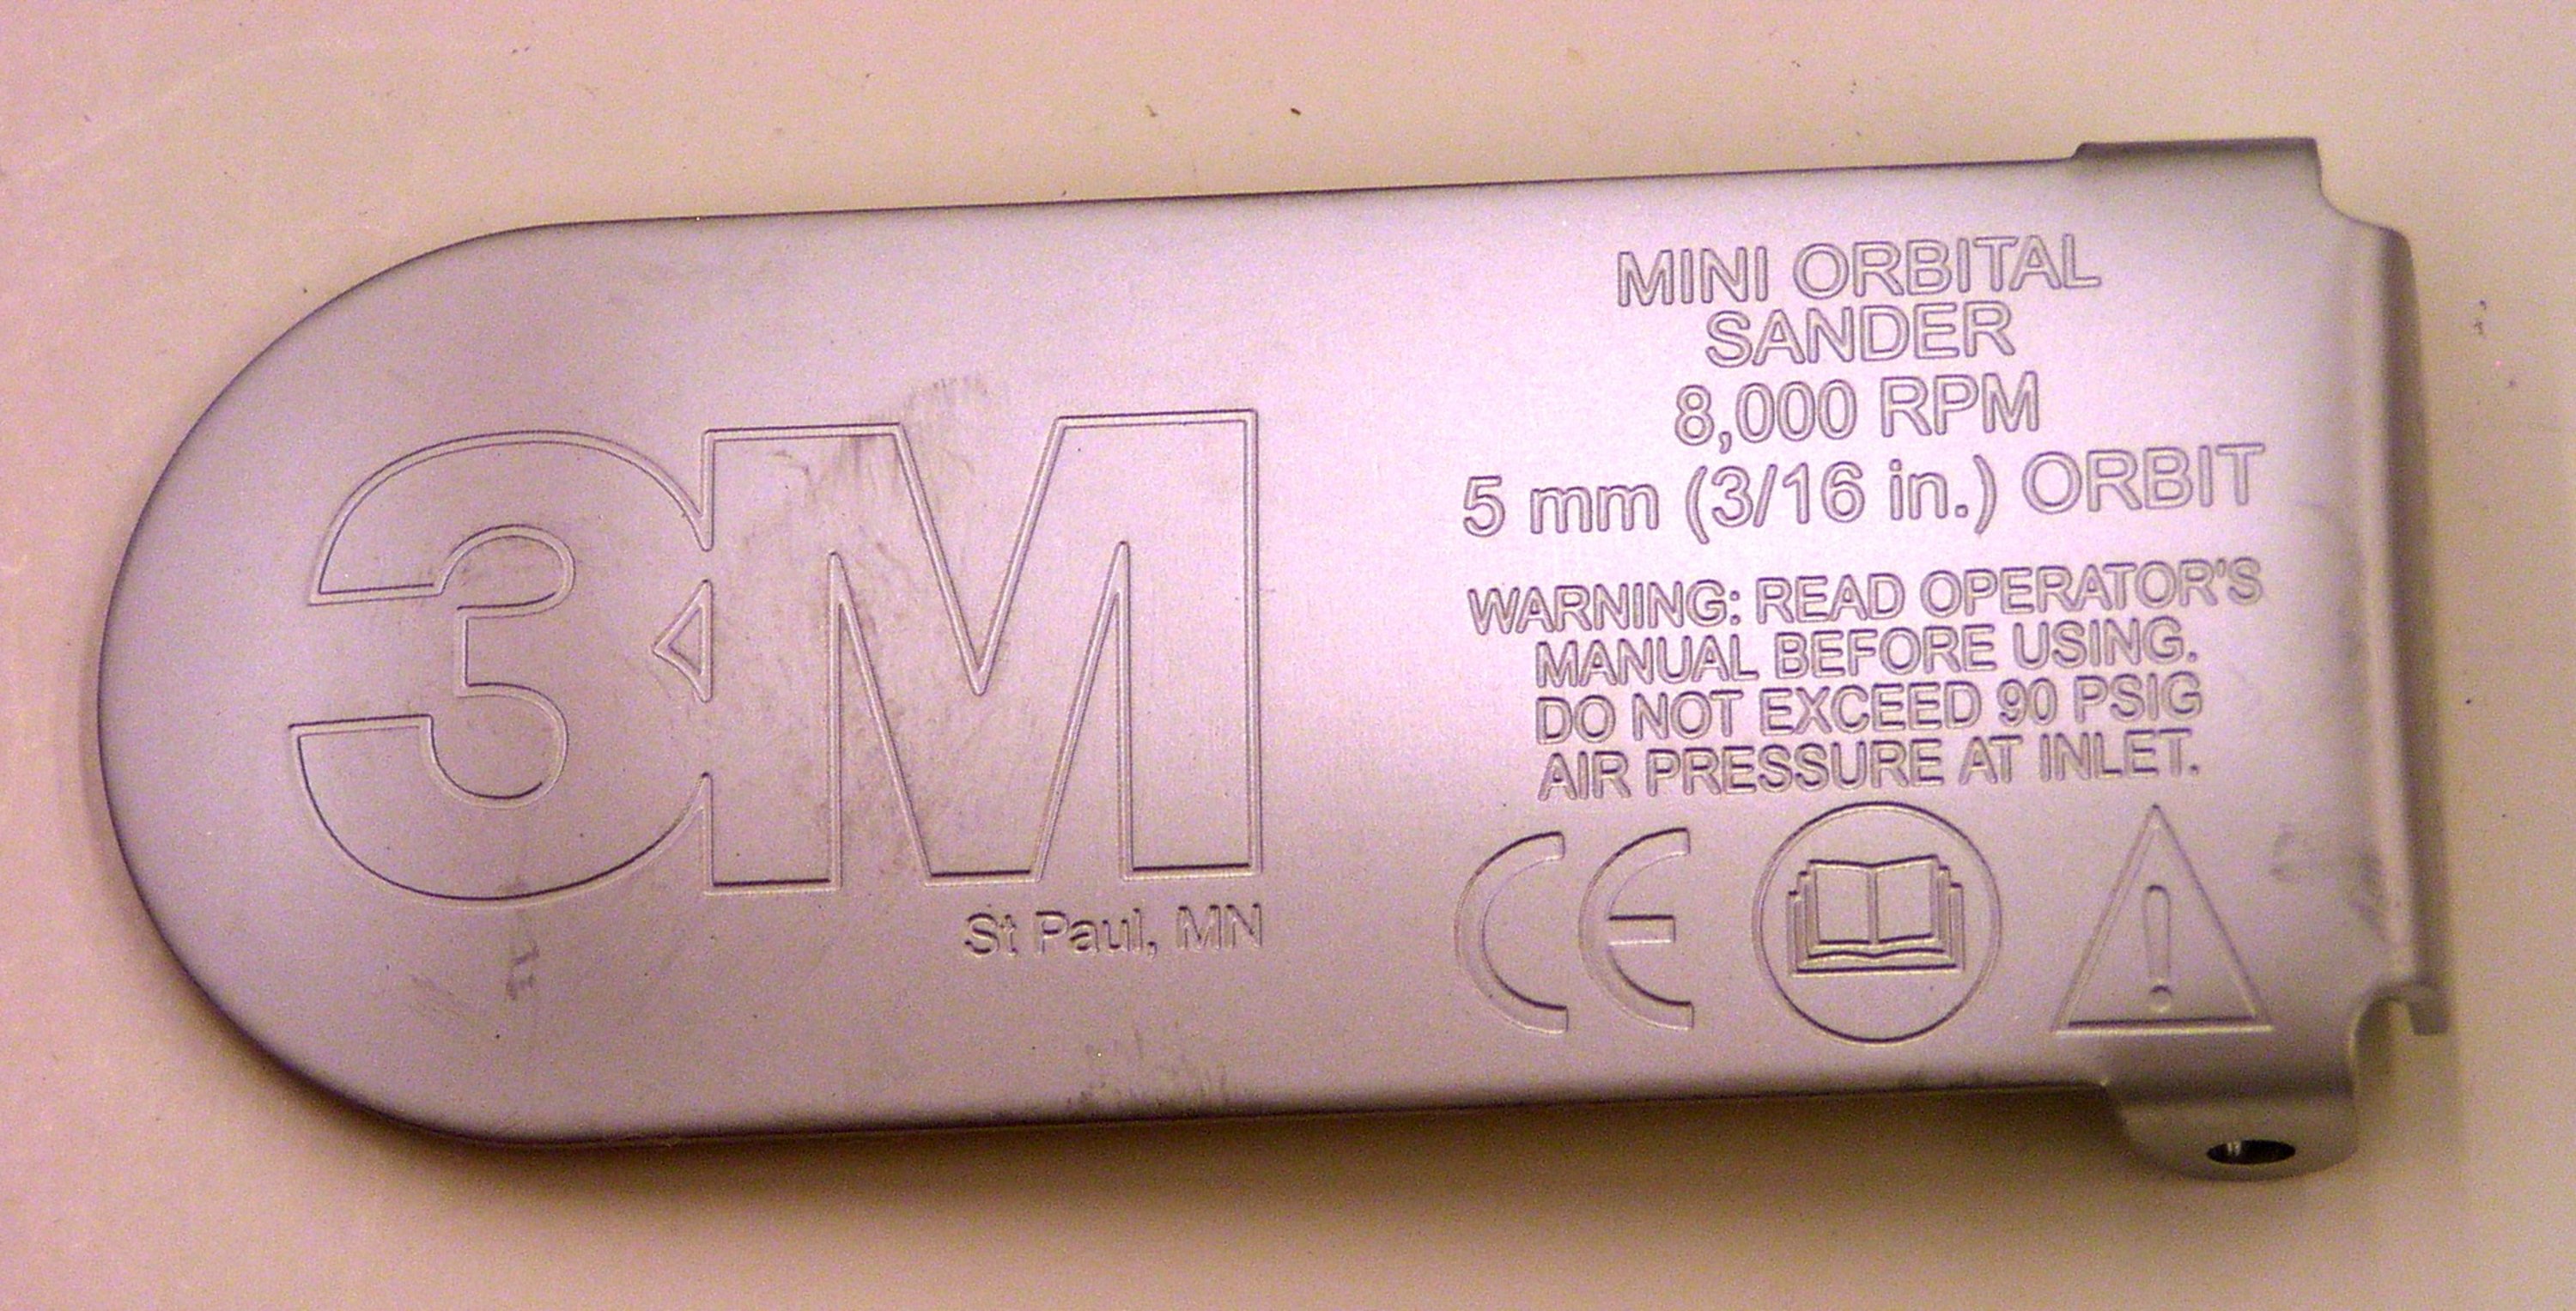 3M
St Paul, MN
MINI ORBITAL
SANDER
8,000 RPM
5 mm (3/16 in.) ORBIT
WARNING: READ OPERATOR'S
MANUAL BEFORE USING.
DO NOT EXCEED 90 PSIG
AIR PRESSURE AT INLET.
CE